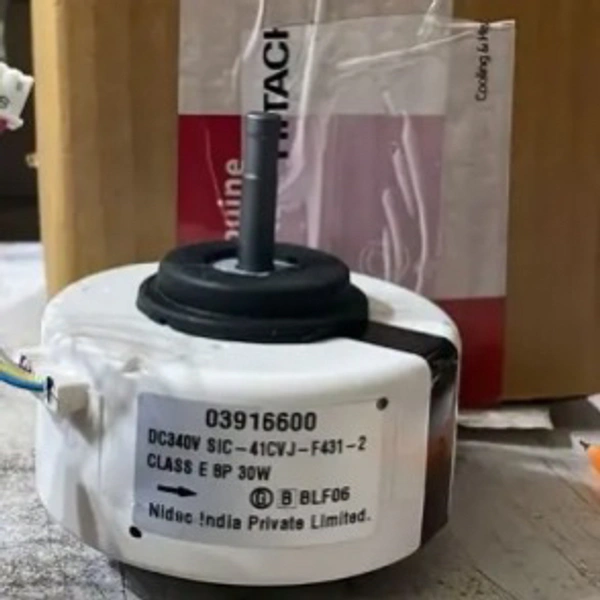 HITACHI
Cooling & He
03916600
DC340V SIC-41CVJ-F431-2
CLASS E 8P 30W
G B BLF06
Nidec India Private Limited.